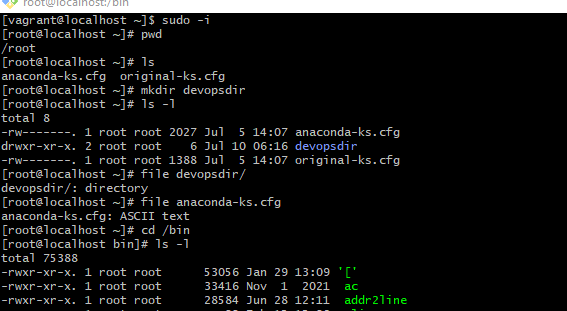 root@localhost:/bin
[vagrant@localhost ~]$ sudo -i
[root@localhost ~]# pwd
/root
[root@localhost ~]# ls
anaconda-ks.cfg  original-ks.cfg
[root@localhost ~]# mkdir devopsdir
[root@localhost ~]# ls -l
total 8
-rw-------. 1 root root 2027 Jul  5 14:07 anaconda-ks.cfg
drwxr-xr-x. 2 root root    6 Jul 10 06:16 devopsdir
-rw-------. 1 root root 1388 Jul  5 14:07 original-ks.cfg
[root@localhost ~]# file devopsdir/
devopsdir/: directory
[root@localhost ~]# file anaconda-ks.cfg
anaconda-ks.cfg: ASCII text
[root@localhost ~]# cd /bin
[root@localhost bin]# ls -l
total 75388
-rwxr-xr-x. 1 root root      53056 Jan 29 13:09 '['
-rwxr-xr-x. 1 root root      33416 Nov  1  2021 ac
-rwxr-xr-x. 1 root root      28584 Jun 28 12:11 addr2line